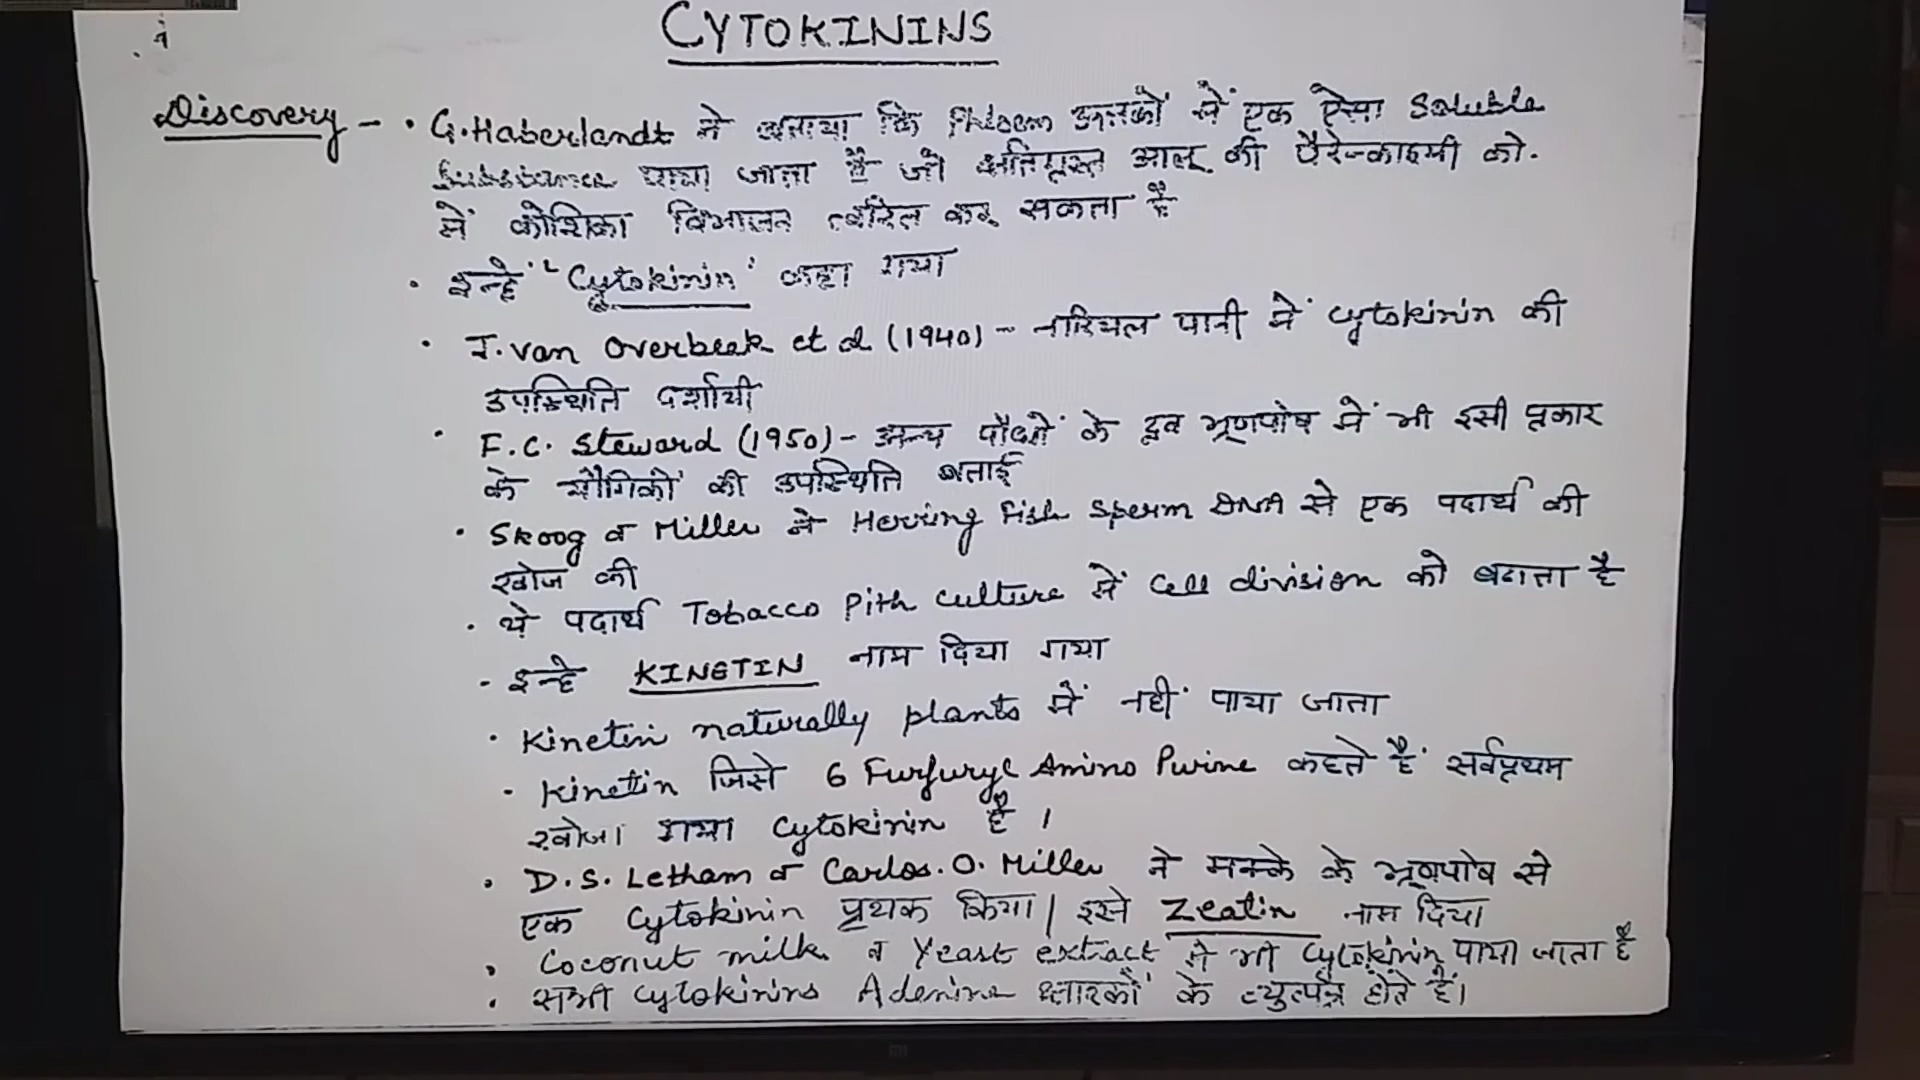 CYTOKININS
Discovery - • G.Haberlandt ने बताया कि Phloem ऊतकों में एक ऐसा Soluble
Substance पाया जाता है जो क्षतिग्रस्त आलू की पैरेन्काइमी को.
में कोशिका विभाजन त्वरित कर सकता है
• इन्हे "Cytokinin" कहा गया
• J.van Overbeek et al (1940) - नारियल पानी में cytokinin की
उपस्थिति दर्शायी
• F.C. Steward (1950) - अन्य पौधों के द्रव भ्रूणपोष में भी इसी प्रकार
के यौगिकों की उपस्थिति बताई
• Skoog व Miller ने Herring Fish Sperm DNA से एक पदार्थ की
खोज की
• ये पदार्थ Tobacco Pith culture में Cell division को बढाता है
• इन्हे KINETIN नाम दिया गया
• Kinetin naturally plants में नहीं पाया जाता
• Kinetin जिसे 6 Furfuryl Amino Purine कहते हैं सर्वप्रथम
खोजा गया Cytokinin है ।
• D.S. Letham व Carlos.O. Miller ने मक्के के भ्रूणपोष से
एक Cytokinin पृथक किया | इसे Zeatin नाम दिया
• Coconut milk व Yeast extract में भी Cytokinin पाया जाता है
• सभी Cytokinins Adenine क्षारकों के व्युत्पन्न होते हैं।